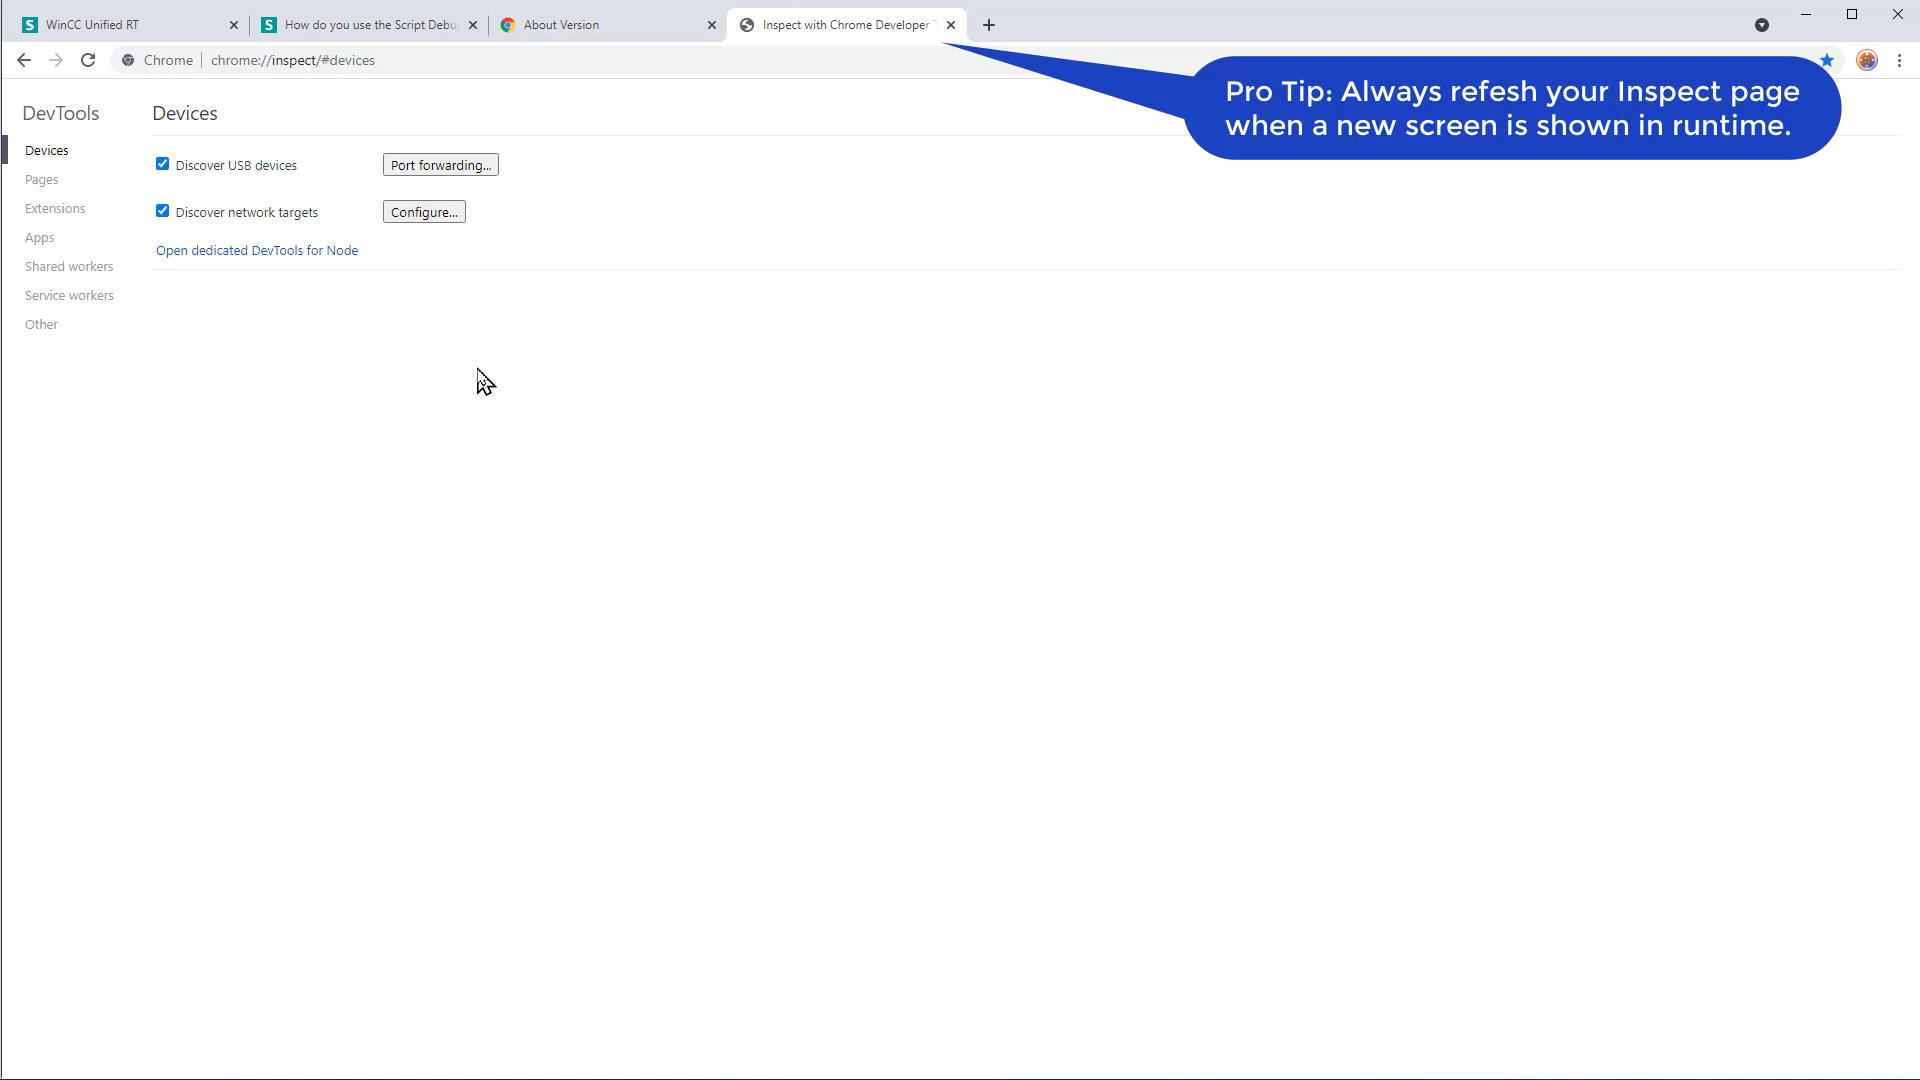 S WinCC Unified RT
S How do you use the Script Debu
About Version
Inspect with Chrome Developer T
Chrome chrome://inspect/#devices
Pro Tip: Always refesh your Inspect page
when a new screen is shown in runtime.
DevTools
Devices
Pages
Extensions
Apps
Shared workers
Service workers
Other
Devices
Discover USB devices Port forwarding...
Discover network targets Configure...
Open dedicated DevTools for Node